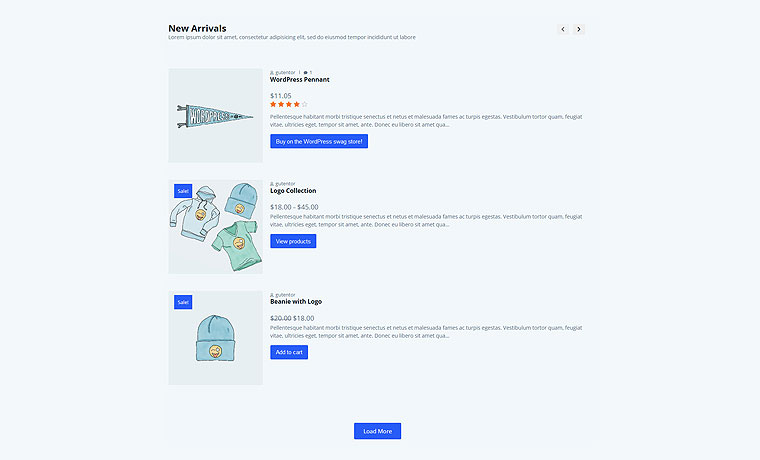 New Arrivals
Lorem ipsum dolor sit amet, consectetur adipisicing elit, sed do eiusmod tempor incididunt ut labore
gutentor | 1
WordPress Pennant
$11.05
Pellentesque habitant morbi tristique senectus et netus et malesuada fames ac turpis egestas. Vestibulum tortor quam, feugiat
vitae, ultricies eget, tempor sit amet, ante. Donec eu libero sit amet qua...
Buy on the WordPress swag store!
Sale!
gutentor
Logo Collection
$18.00 - $45.00
Pellentesque habitant morbi tristique senectus et netus et malesuada fames ac turpis egestas. Vestibulum tortor quam, feugiat
vitae, ultricies eget, tempor sit amet, ante. Donec eu libero sit amet qua...
View products
Sale!
gutentor
Beanie with Logo
$20.00 $18.00
Pellentesque habitant morbi tristique senectus et netus et malesuada fames ac turpis egestas. Vestibulum tortor quam, feugiat
vitae, ultricies eget, tempor sit amet, ante. Donec eu libero sit amet qua...
Add to cart
Load More